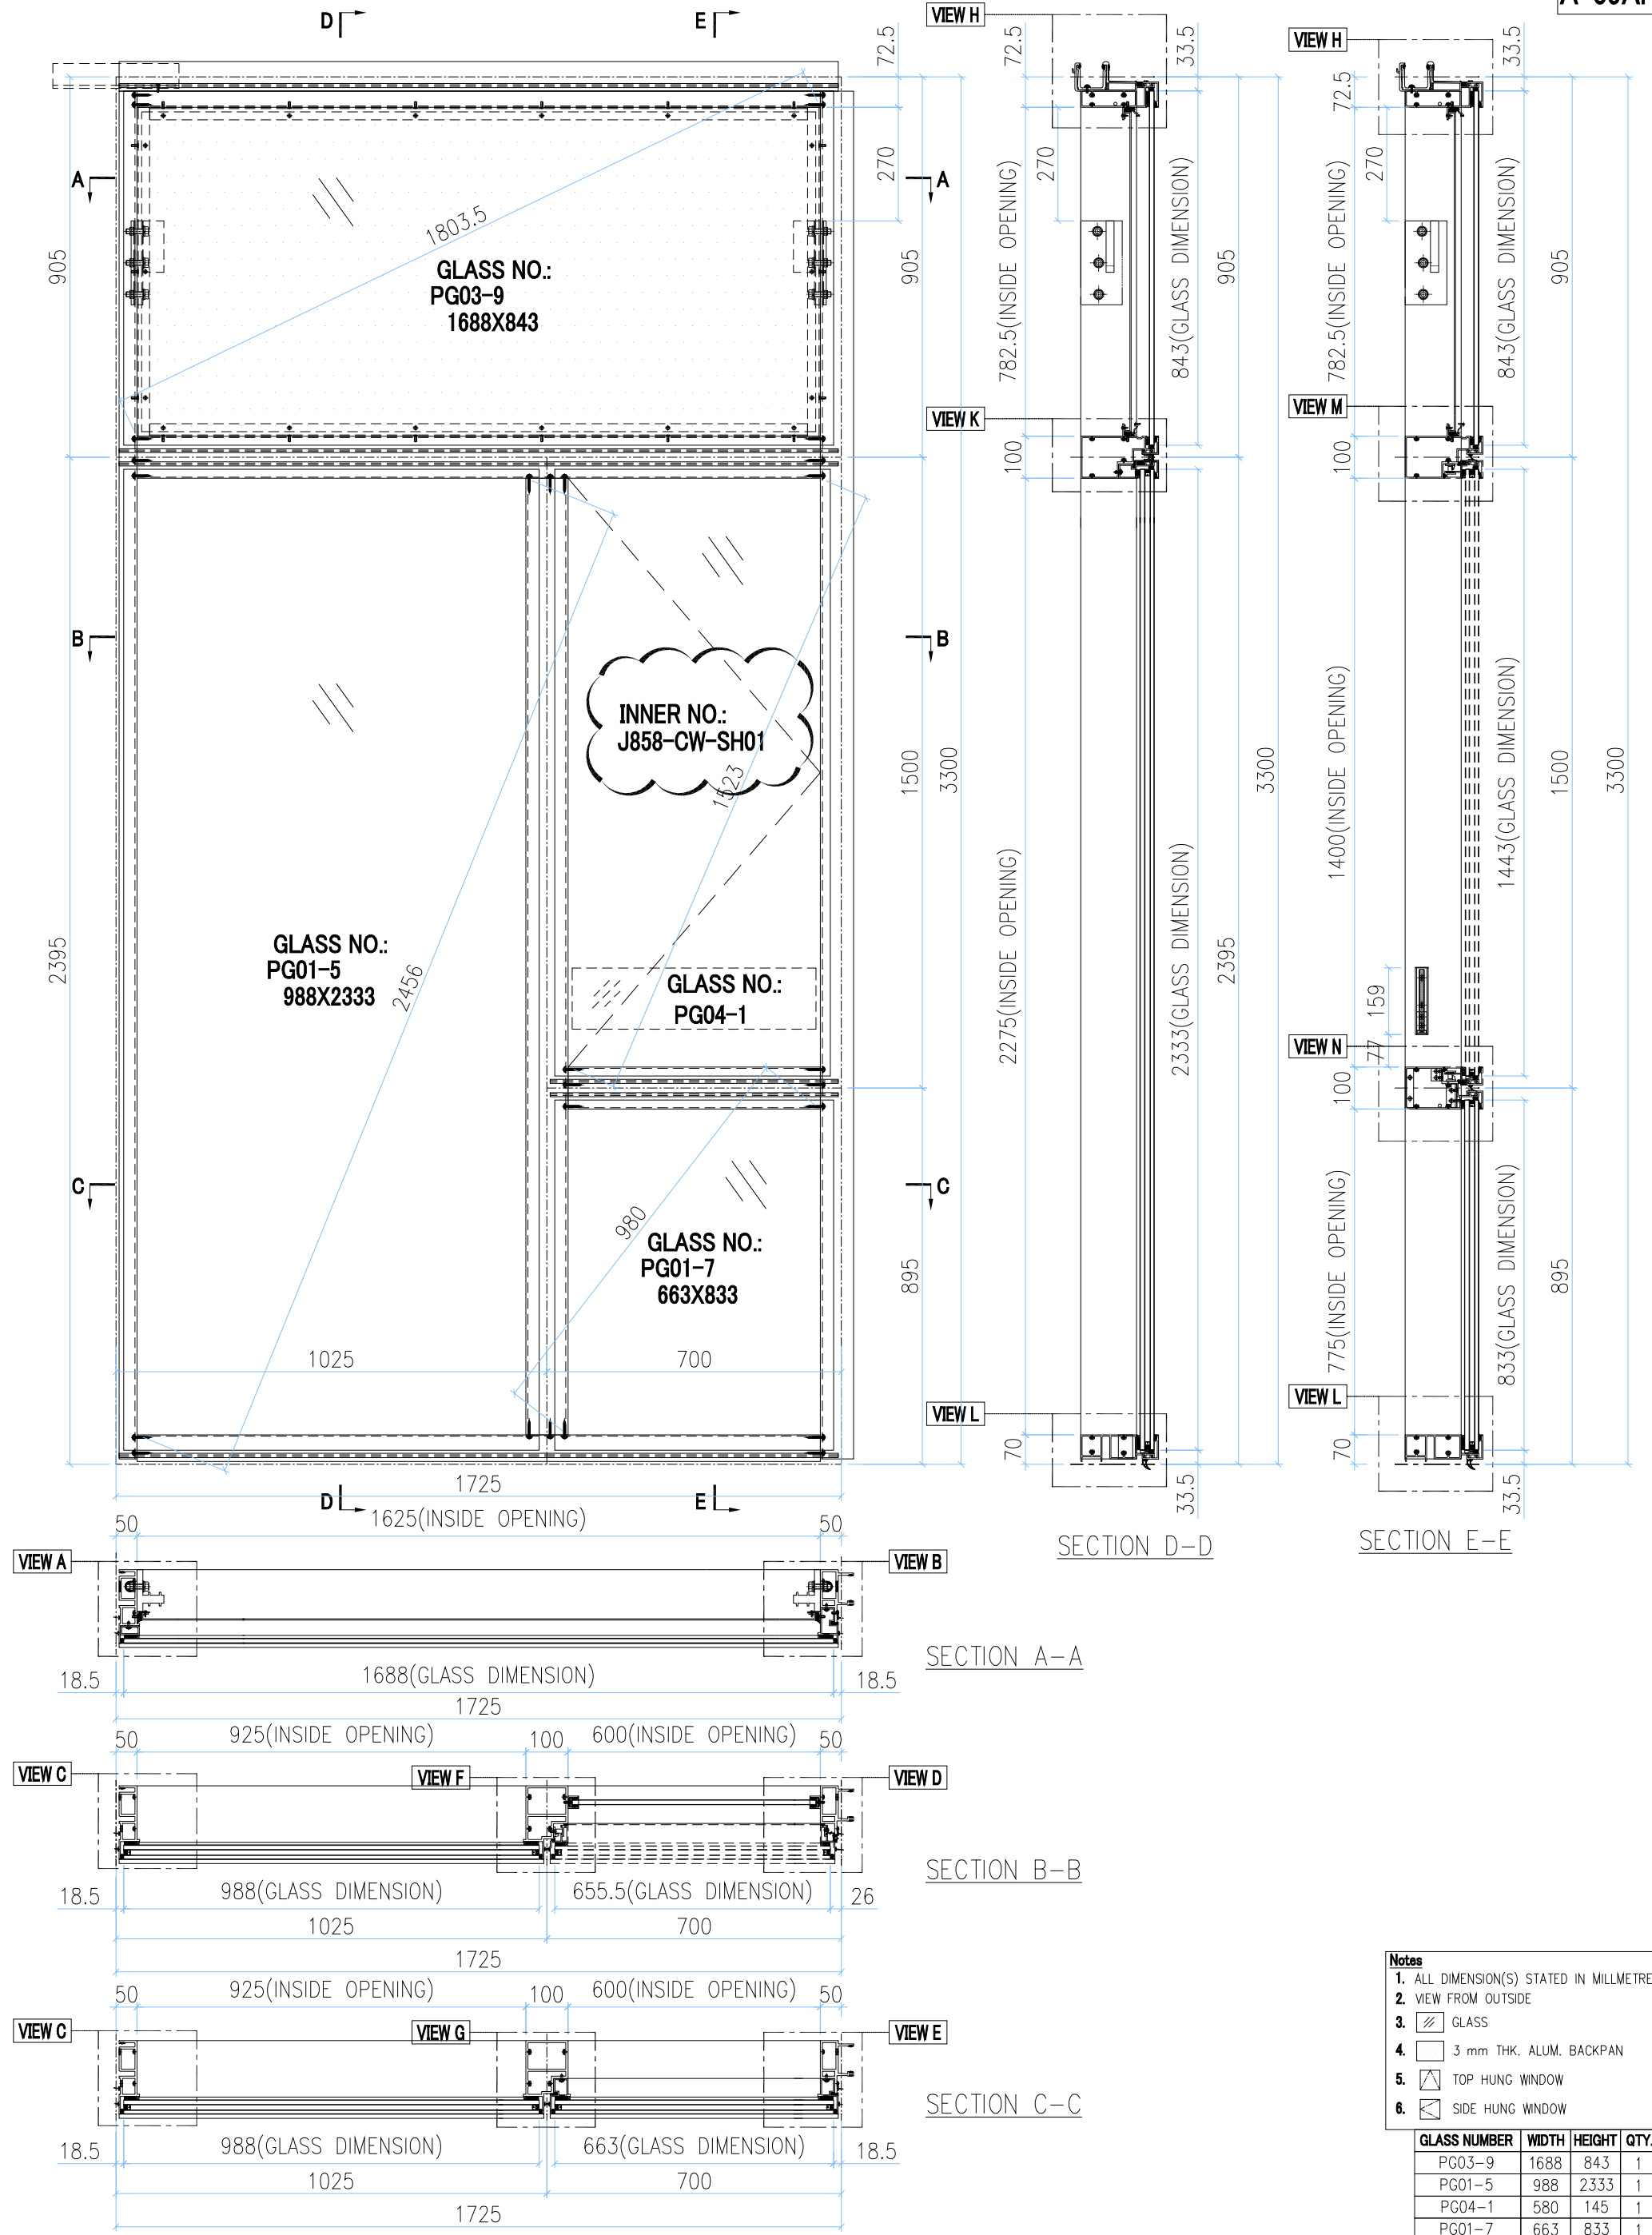 D
E
VIEW H
72.5
72.5
33.5
VIEW H
72.5
33.5
A
A
270
270
270
905
1803.5
GLASS NO.:
PG03-9
1688X843
905
782.5(INSIDE OPENING)
843(GLASS DIMENSION)
905
782.5(INSIDE OPENING)
843(GLASS DIMENSION)
905
VIEW K
VIEW M
100
100
B
B
INNER NO.:
J858-CW-SH01
1523
1500
3300
3300
1400(INSIDE OPENING)
1443(GLASS DIMENSION)
1500
3300
2395
GLASS NO.:
PG01-5
988X2333
2456
GLASS NO.:
PG04-1
2275(INSIDE OPENING)
2333(GLASS DIMENSION)
2395
159
77
VIEW N
100
C
C
980
GLASS NO.:
PG01-7
663X833
895
775(INSIDE OPENING)
833(GLASS DIMENSION)
895
1025
700
VIEW L
VIEW L
70
33.5
70
33.5
1725
D
E
SECTION D-D
SECTION E-E
50
1625(INSIDE OPENING)
50
VIEW A
VIEW B
SECTION A-A
18.5
1688(GLASS DIMENSION)
18.5
1725
50
925(INSIDE OPENING)
100
600(INSIDE OPENING)
50
VIEW C
VIEW F
VIEW D
SECTION B-B
18.5
988(GLASS DIMENSION)
655.5(GLASS DIMENSION)
26
1025
700
1725
50
925(INSIDE OPENING)
100
600(INSIDE OPENING)
50
VIEW C
VIEW G
VIEW E
SECTION C-C
18.5
988(GLASS DIMENSION)
663(GLASS DIMENSION)
18.5
1025
700
1725
Notes
1. ALL DIMENSION(S) STATED IN MILLMETRE
2. VIEW FROM OUTSIDE
3. GLASS
4. 3 mm THK. ALUM. BACKPAN
5. TOP HUNG WINDOW
6. SIDE HUNG WINDOW
GLASS NUMBER WIDTH HEIGHT QTY.
PG03-9 1688 843 1
PG01-5 988 2333 1
PG04-1 580 145 1
PG01-7 663 833 1